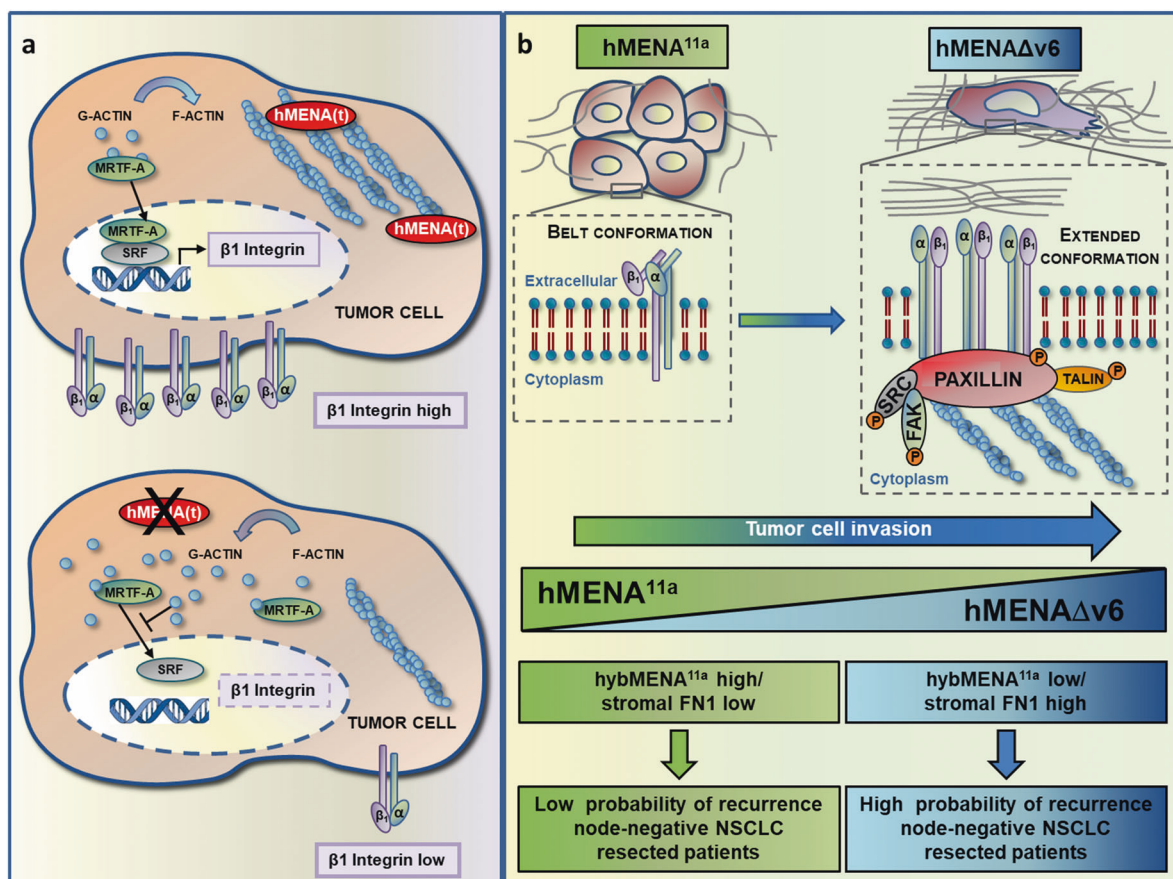 a
G-ACTIN
F-ACTIN
hMENA(t)
MRTF-A
hMENA(t)
MRTF-A
SRF
β1 Integrin
TUMOR CELL
β1 α
β1 α
β1 α
β1 α
β1 α
β1 Integrin high
hMENA(t)
G-ACTIN
F-ACTIN
MRTF-A
MRTF-A
SRF
β1 Integrin
TUMOR CELL
β1 α
β1 Integrin low
b
hMENA11a
hMENAΔv6
BELT CONFORMATION
Extracellular
β1 α
Cytoplasm
α β1
α β1
α β1
EXTENDED
CONFORMATION
PAXILLIN
P
TALIN
P
SRC
P
FAK
P
Cytoplasm
Tumor cell invasion
hMENA11a
hMENAΔv6
hybMENA11a high/
stromal FN1 low
hybMENA11a low/
stromal FN1 high
Low probability of recurrence
node-negative NSCLC
resected patients
High probability of recurrence
node-negative NSCLC
resected patients